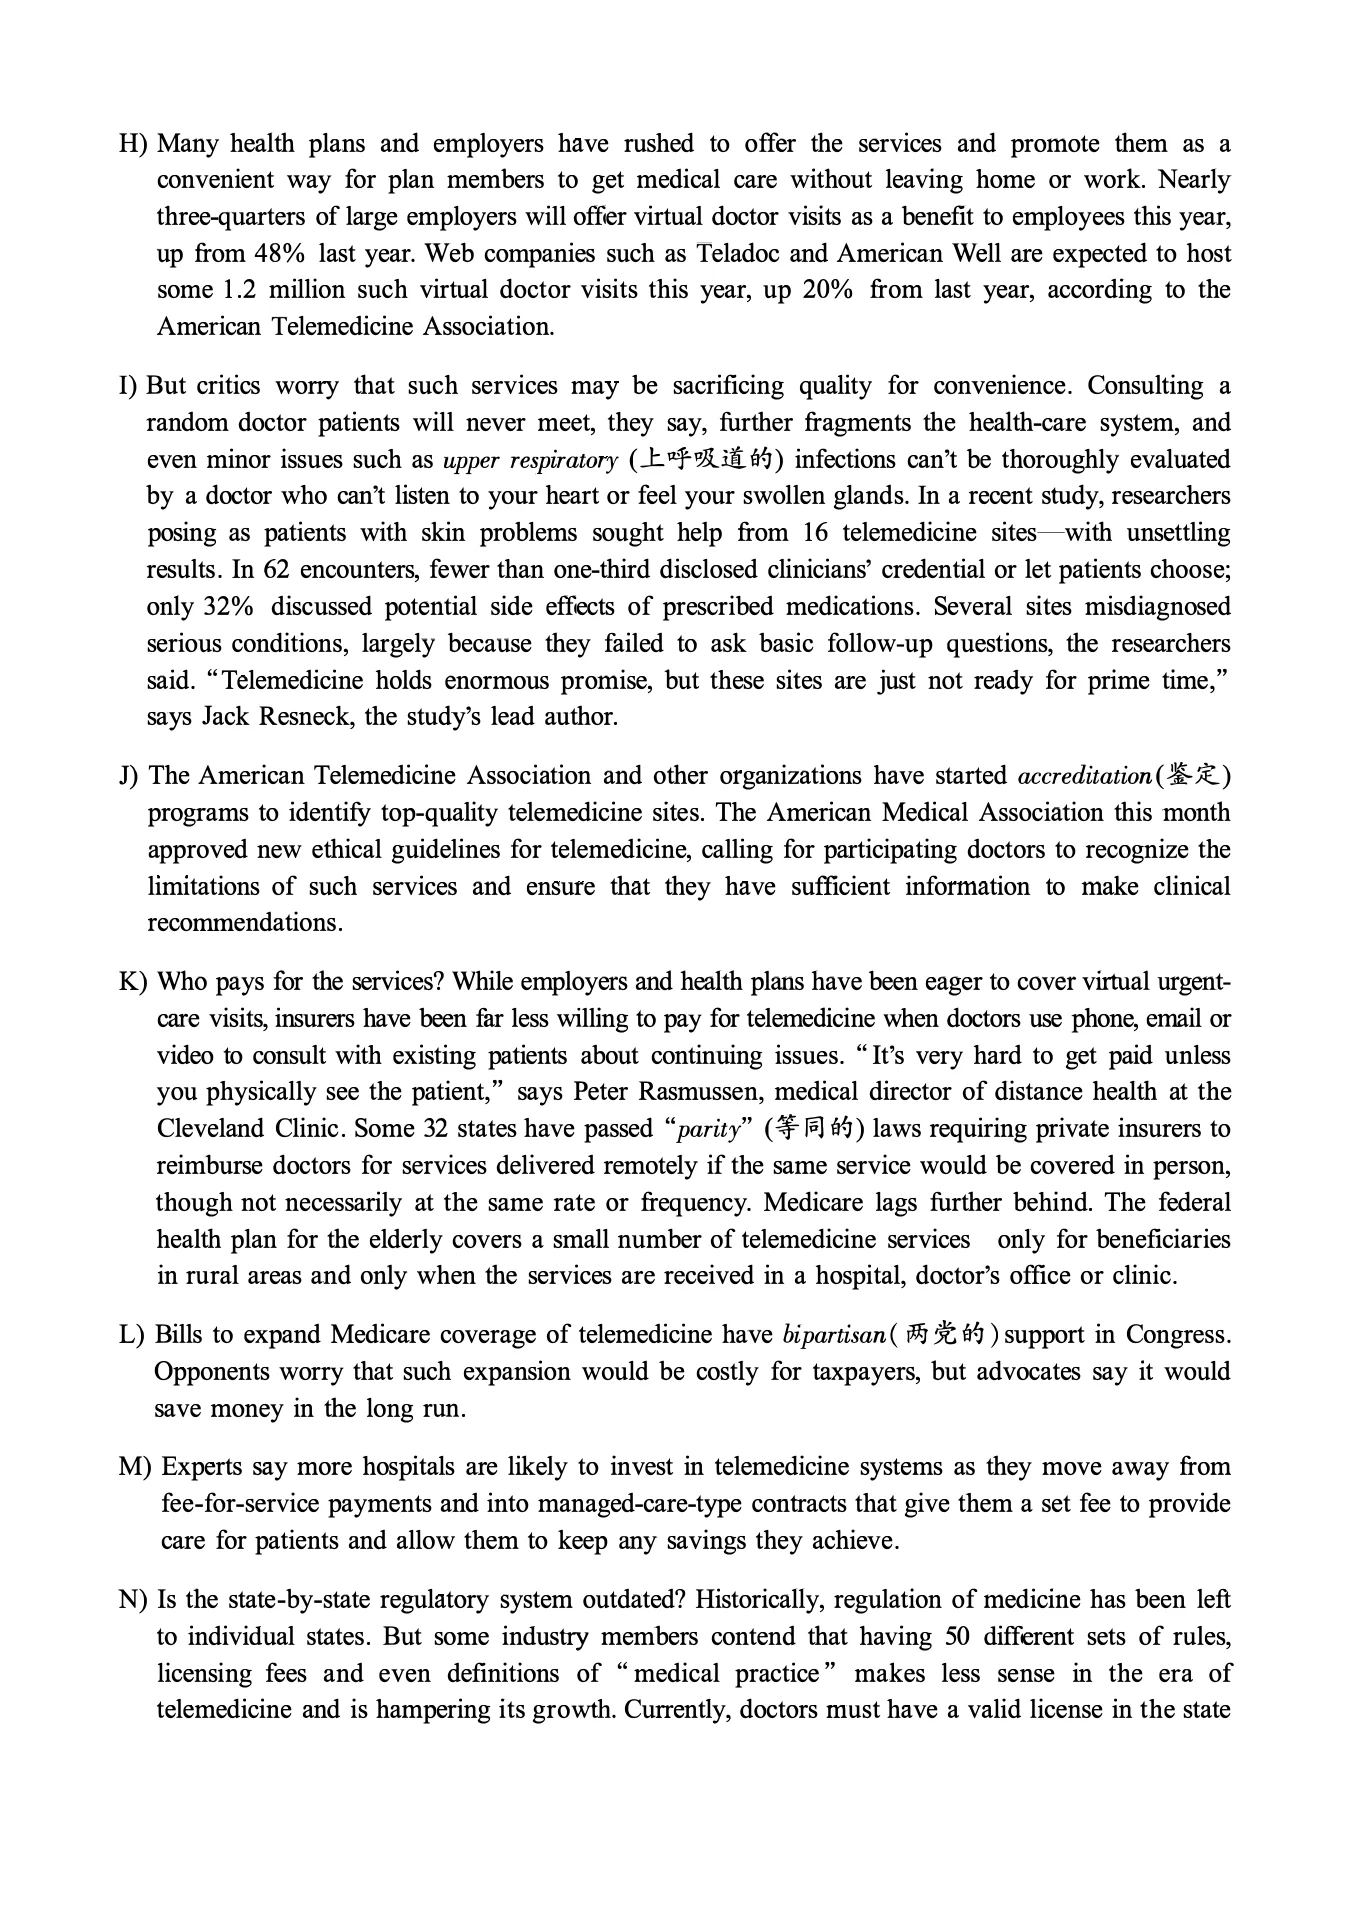 H) Many health plans and employers have rushed to offer the services and promote them as a
convenient way for plan members to get medical care without leaving home or work. Nearly
three-quarters of large employers will offer virtual doctor visits as a benefit to employees this year,
up from 48% last year. Web companies such as Teladoc and American Well are expected to host
some 1.2 million such virtual doctor visits this year, up 20% from last year, according to the
American Telemedicine Association.
I) But critics worry that such services may be sacrificing quality for convenience. Consulting a
random doctor patients will never meet, they say, further fragments the health-care system, and
even minor issues such as upper respiratory (上呼吸道的) infections can't be thoroughly evaluated
by a doctor who can't listen to your heart or feel your swollen glands. In a recent study, researchers
posing as patients with skin problems sought help from 16 telemedicine sites—with unsettling
results. In 62 encounters, fewer than one-third disclosed clinicians' credential or let patients choose;
only 32% discussed potential side effects of prescribed medications. Several sites misdiagnosed
serious conditions, largely because they failed to ask basic follow-up questions, the researchers
said. “Telemedicine holds enormous promise, but these sites are just not ready for prime time,”
says Jack Resneck, the study's lead author.
J) The American Telemedicine Association and other organizations have started accreditation(鉴定)
programs to identify top-quality telemedicine sites. The American Medical Association this month
approved new ethical guidelines for telemedicine, calling for participating doctors to recognize the
limitations of such services and ensure that they have sufficient information to make clinical
recommendations.
K) Who pays for the services? While employers and health plans have been eager to cover virtual urgent-
care visits, insurers have been far less willing to pay for telemedicine when doctors use phone, email or
video to consult with existing patients about continuing issues. “It's very hard to get paid unless
you physically see the patient,” says Peter Rasmussen, medical director of distance health at the
Cleveland Clinic. Some 32 states have passed “parity” (等同的) laws requiring private insurers to
reimburse doctors for services delivered remotely if the same service would be covered in person,
though not necessarily at the same rate or frequency. Medicare lags further behind. The federal
health plan for the elderly covers a small number of telemedicine services only for beneficiaries
in rural areas and only when the services are received in a hospital, doctor's office or clinic.
L) Bills to expand Medicare coverage of telemedicine have bipartisan(两党的)support in Congress.
Opponents worry that such expansion would be costly for taxpayers, but advocates say it would
save money in the long run.
M) Experts say more hospitals are likely to invest in telemedicine systems as they move away from
fee-for-service payments and into managed-care-type contracts that give them a set fee to provide
care for patients and allow them to keep any savings they achieve.
N) Is the state-by-state regulatory system outdated? Historically, regulation of medicine has been left
to individual states. But some industry members contend that having 50 different sets of rules,
licensing fees and even definitions of “medical practice” makes less sense in the era of
telemedicine and is hampering its growth. Currently, doctors must have a valid license in the state